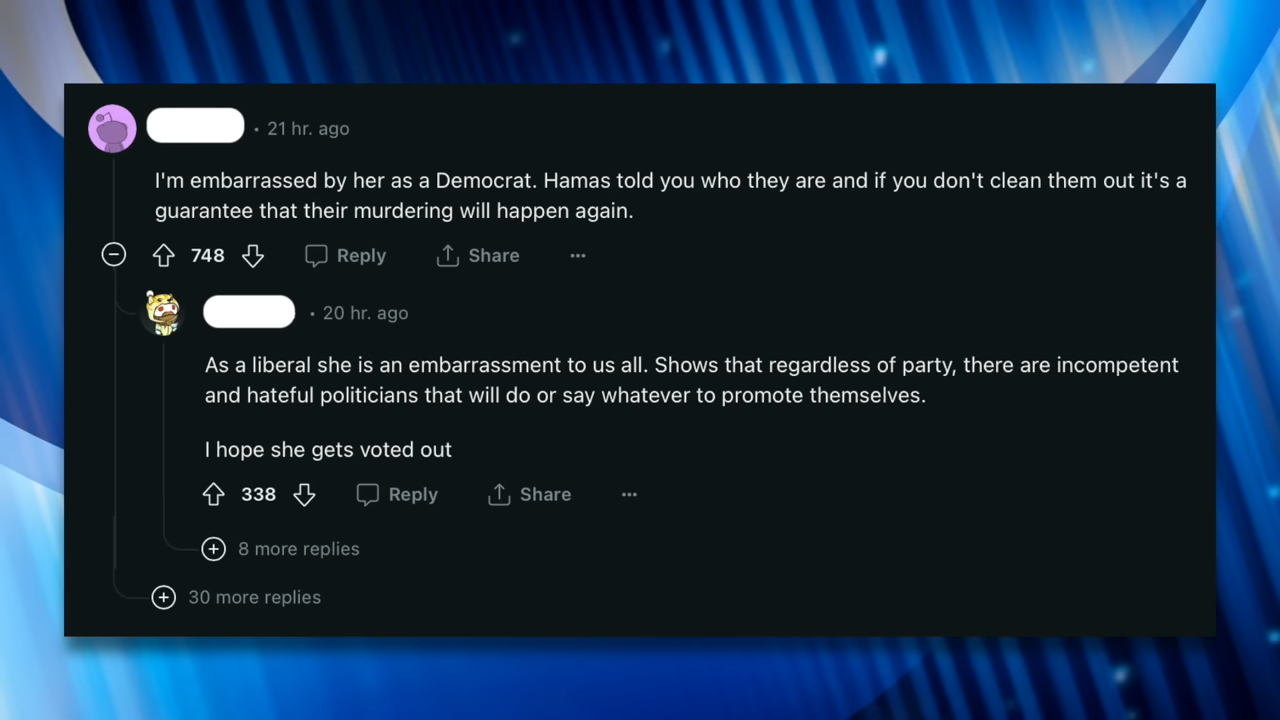 • 21 hr. ago
I'm embarrassed by her as a Democrat. Hamas told you who they are and if you don't clean them out it's a
guarantee that their murdering will happen again.
748 Reply Share ...
• 20 hr. ago
As a liberal she is an embarrassment to us all. Shows that regardless of party, there are incompetent
and hateful politicians that will do or say whatever to promote themselves.
I hope she gets voted out
338 Reply Share ...
8 more replies
30 more replies